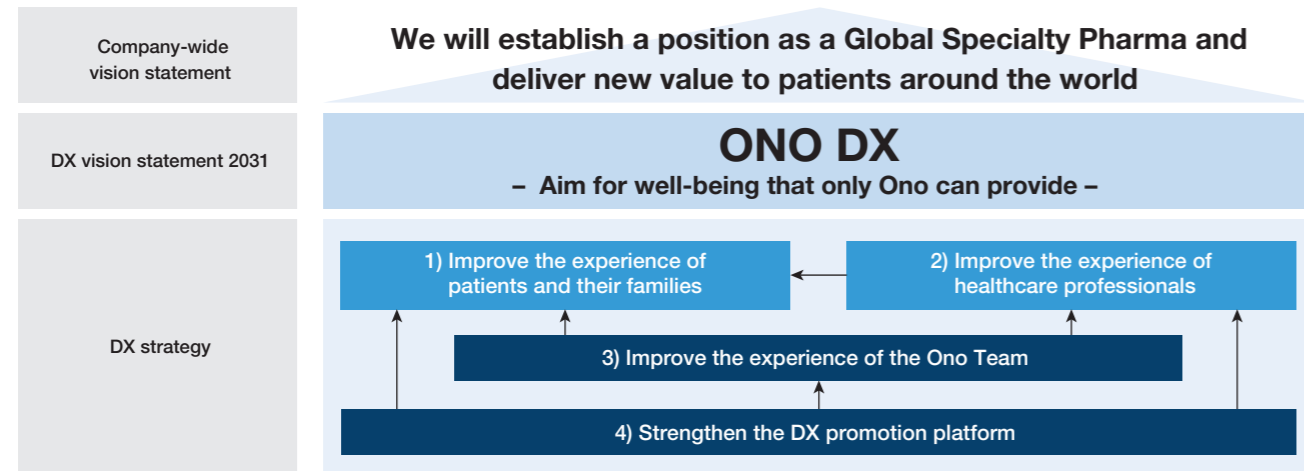 Company-wide
vision statement
We will establish a position as a Global Specialty Pharma and
deliver new value to patients around the world
DX vision statement 2031
ONO DX
– Aim for well-being that only Ono can provide –
DX strategy
1) Improve the experience of
patients and their families
2) Improve the experience of
healthcare professionals
3) Improve the experience of the Ono Team
4) Strengthen the DX promotion platform